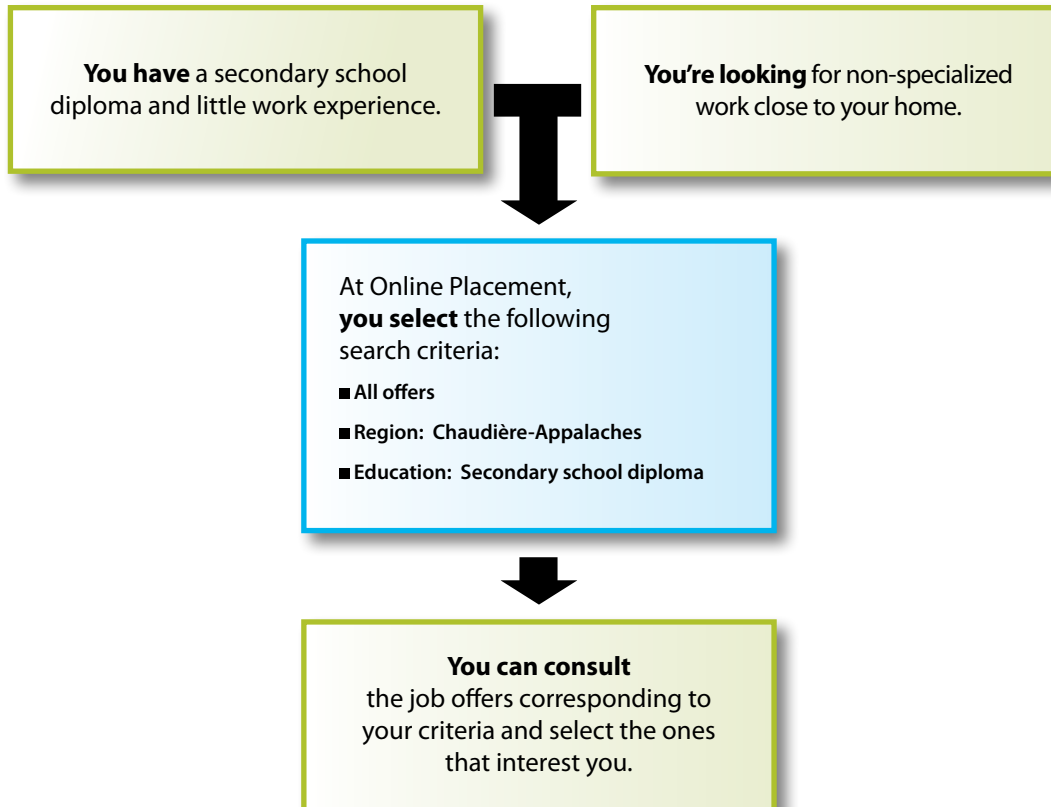 You have a secondary school
diploma and little work experience.
You're looking for non-specialized
work close to your home.
At Online Placement,
you select the following
search criteria:
■ All offers
■ Region: Chaudière-Appalaches
■ Education: Secondary school diploma
You can consult
the job offers corresponding to
your criteria and select the ones
that interest you.